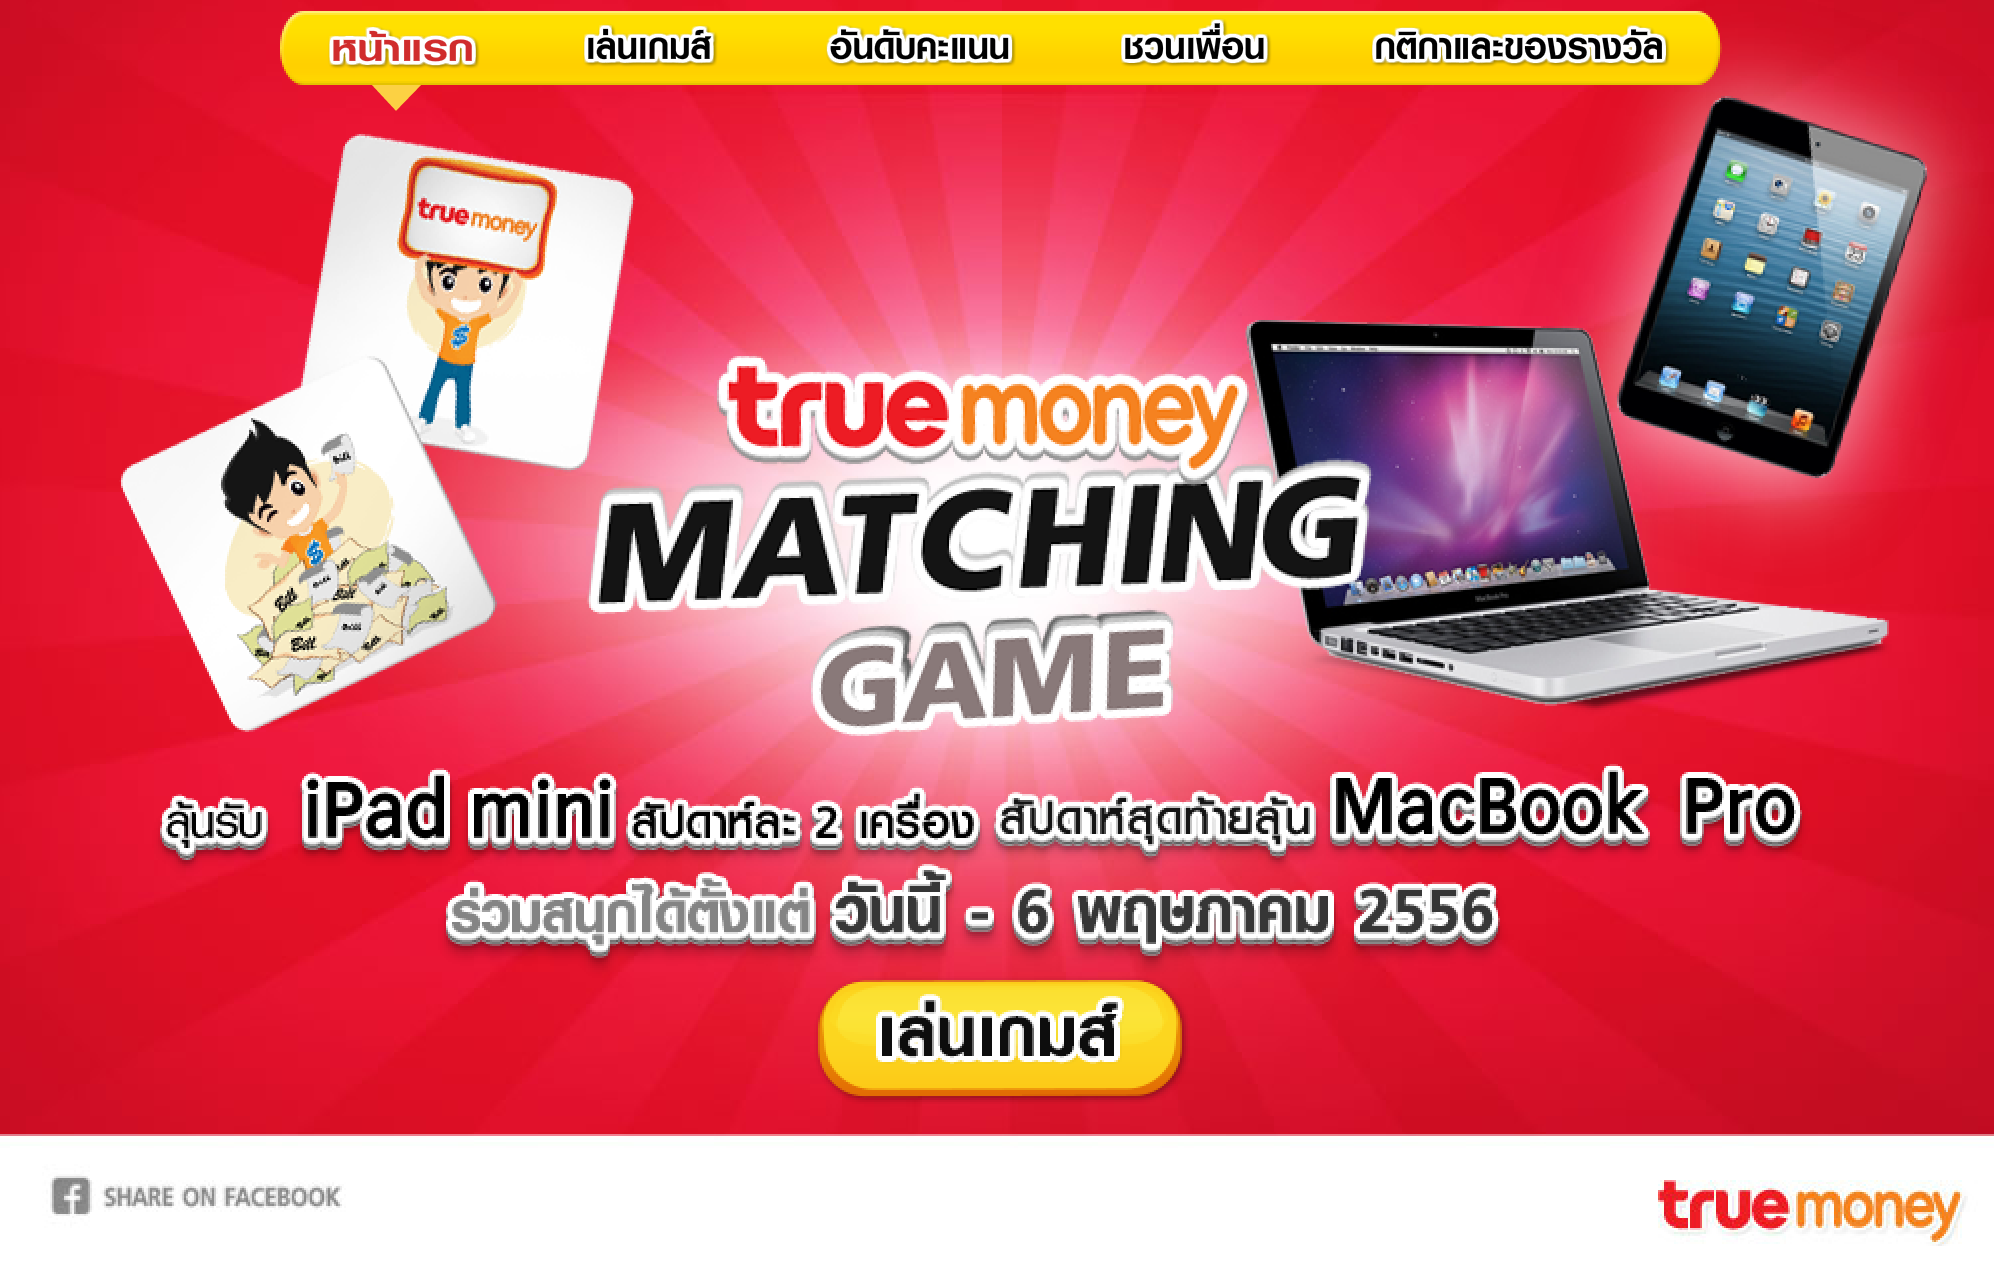 หน้าแรก เล่นเกมส์ อันดับคะแนน ชวนเพื่อน กติกาและของรางวัล
truemoney
Bill
Bill
Bill
Bill
truemoney
MATCHING
GAME
MacBook Pro
ลุ้นรับ iPad mini สัปดาห์ละ 2 เครื่อง สัปดาห์สุดท้ายลุ้น MacBook Pro
ร่วมสนุกได้ตั้งแต่ วันนี้ - 6 พฤษภาคม 2556
เล่นเกมส์
SHARE ON FACEBOOK
truemoney